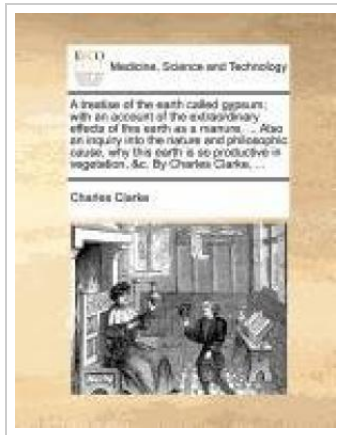 ECCO
Medicine, Science and Technology
A treatise of the earth called gypsum;
with an account of the extraordinary
effects of this earth as a manure, ... Also
an inquiry into the nature and philosophic
cause, why this earth is so productive in
vegetation, &c. By Charles Clarke, ...
Charles Clarke